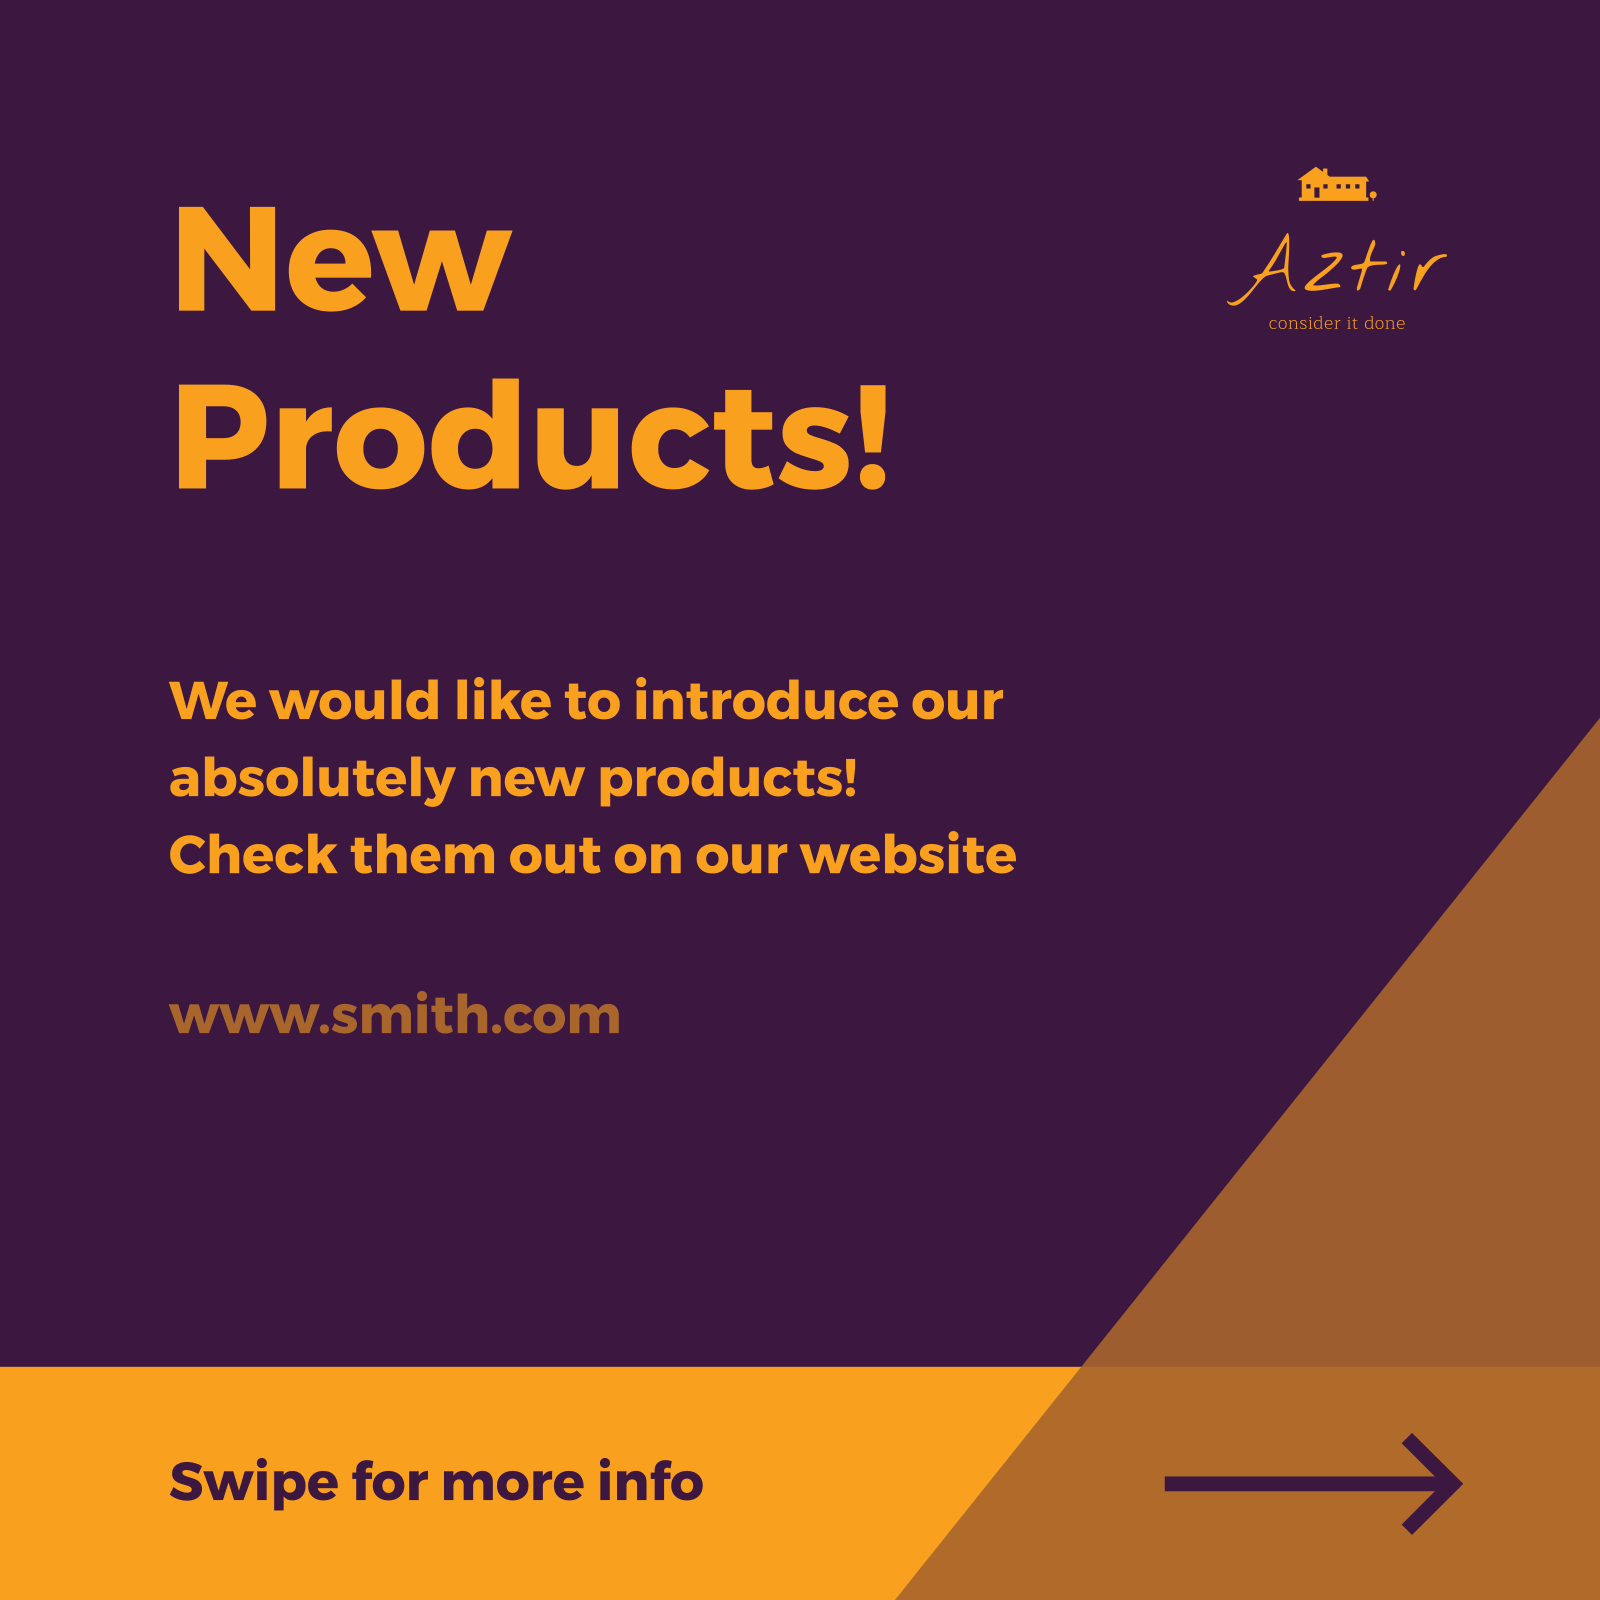 New
Products!
Aztir
consider it done
We would like to introduce our
absolutely new products!
Check them out on our website
www.smith.com
Swipe for more info